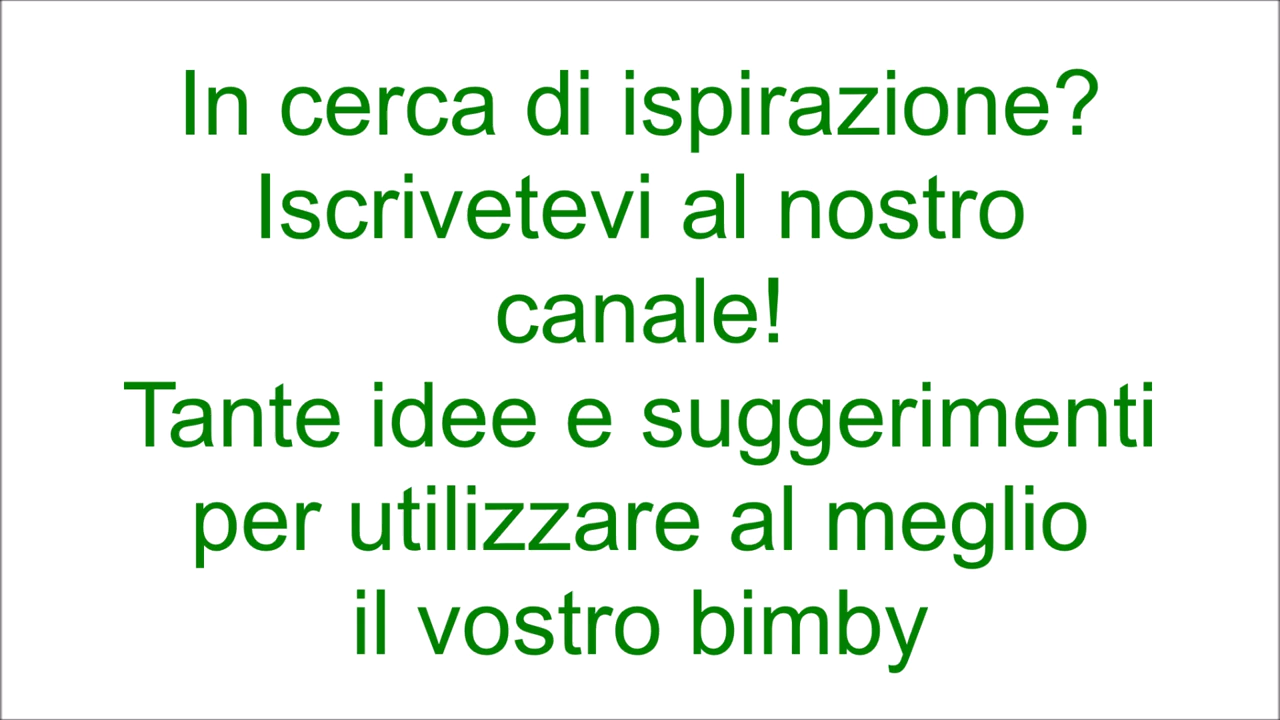 In cerca di ispirazione?
Iscrivetevi al nostro
canale!
Tante idee e suggerimenti
per utilizzare al meglio
il vostro bimby